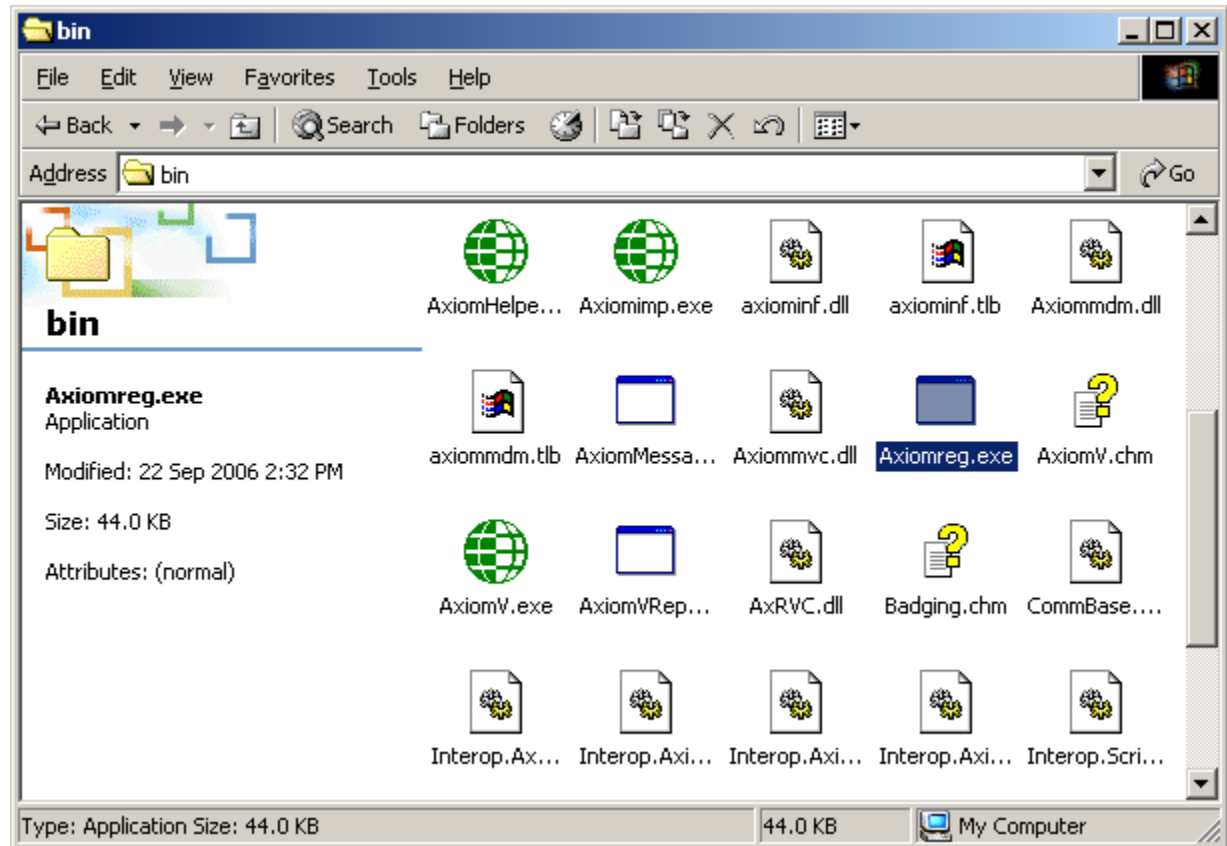 bin
File Edit View Favorites Tools Help
Back Search Folders
Address bin Go
AxiomHelpe... Axiomimp.exe axiominf.dll axiominf.tlb Axiommdm.dll
bin
Axiomreg.exe
Application
Modified: 22 Sep 2006 2:32 PM
Size: 44.0 KB
Attributes: (normal)
axiommdm.tlb AxiomMessa... Axiommvc.dll Axiomreg.exe AxiomV.chm
AxiomV.exe AxiomVRep... AxRVC.dll Badging.chm CommBase....
Interop.Ax... Interop.Axi... Interop.Axi... Interop.Axi... Interop.Scri...
Type: Application Size: 44.0 KB 44.0 KB My Computer